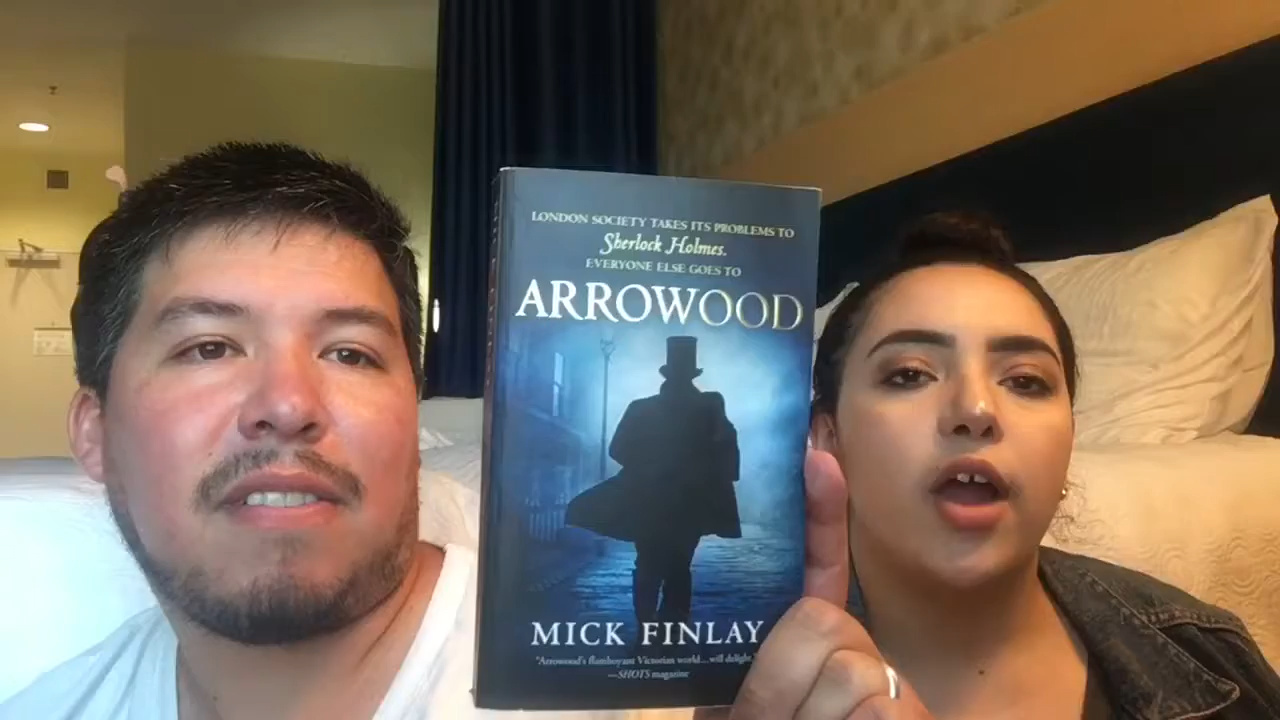 LONDON SOCIETY TAKES ITS PROBLEMS TO
Sherlock Holmes.
EVERYONE ELSE GOES TO
ARROWOOD
MICK FINLAY
"Arrowood's flamboyant Victorian world...will delight."
—SHOTS magazine